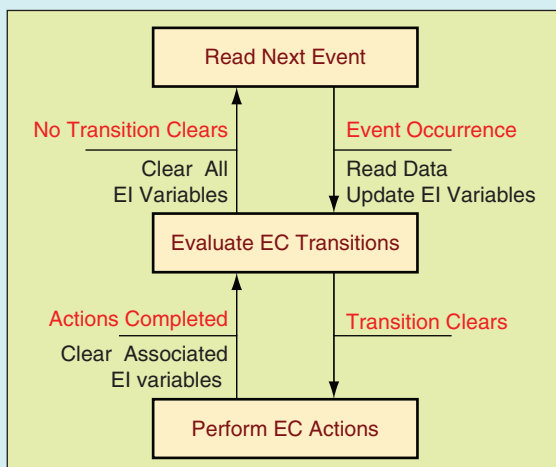 Read Next Event
No Transition Clears
Clear All
EI Variables
Event Occurrence
Read Data
Update EI Variables
Evaluate EC Transitions
Actions Completed
Clear Associated
EI variables
Transition Clears
Perform EC Actions